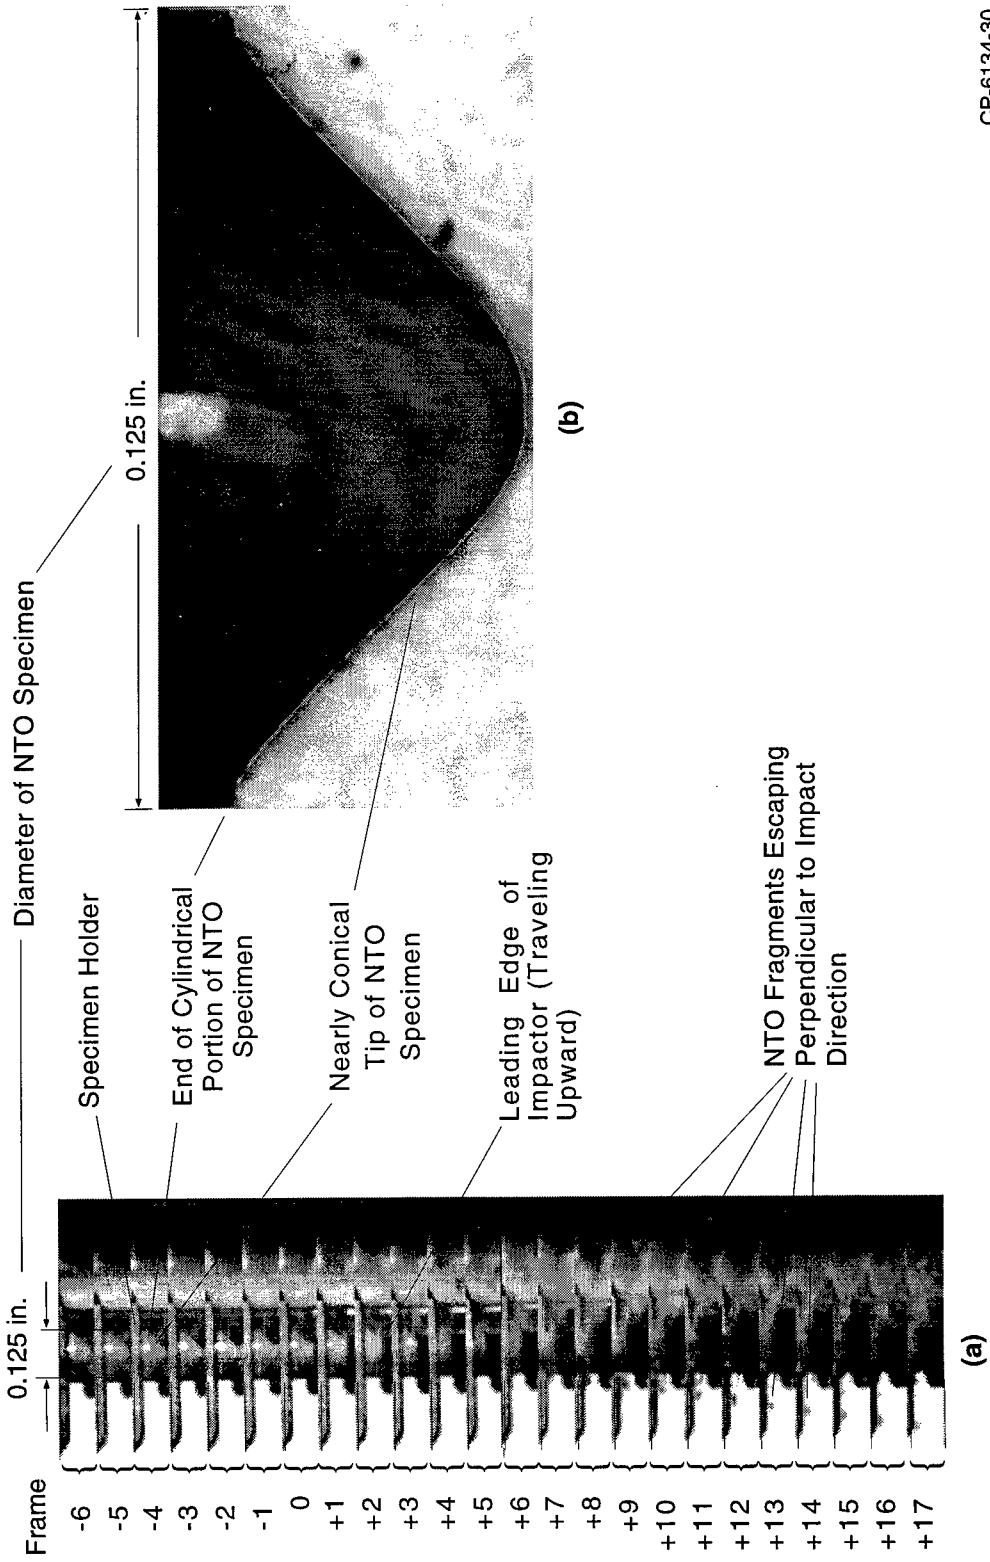 Diameter of NTO Specimen
0.125 in.
0.125 in.
Specimen Holder
End of Cylindrical
Portion of NTO
Specimen
Nearly Conical
Tip of NTO
Specimen
Leading Edge of
Impactor (Traveling
Upward)
NTO Fragments Escaping
Perpendicular to Impact
Direction
Frame
-6
-5
-4
-3
-2
-1
0
+1
+2
+3
+4
+5
+6
+7
+8
+9
+10
+11
+12
+13
+14
+15
+16
+17
(a)
(b)
CP-6134-30